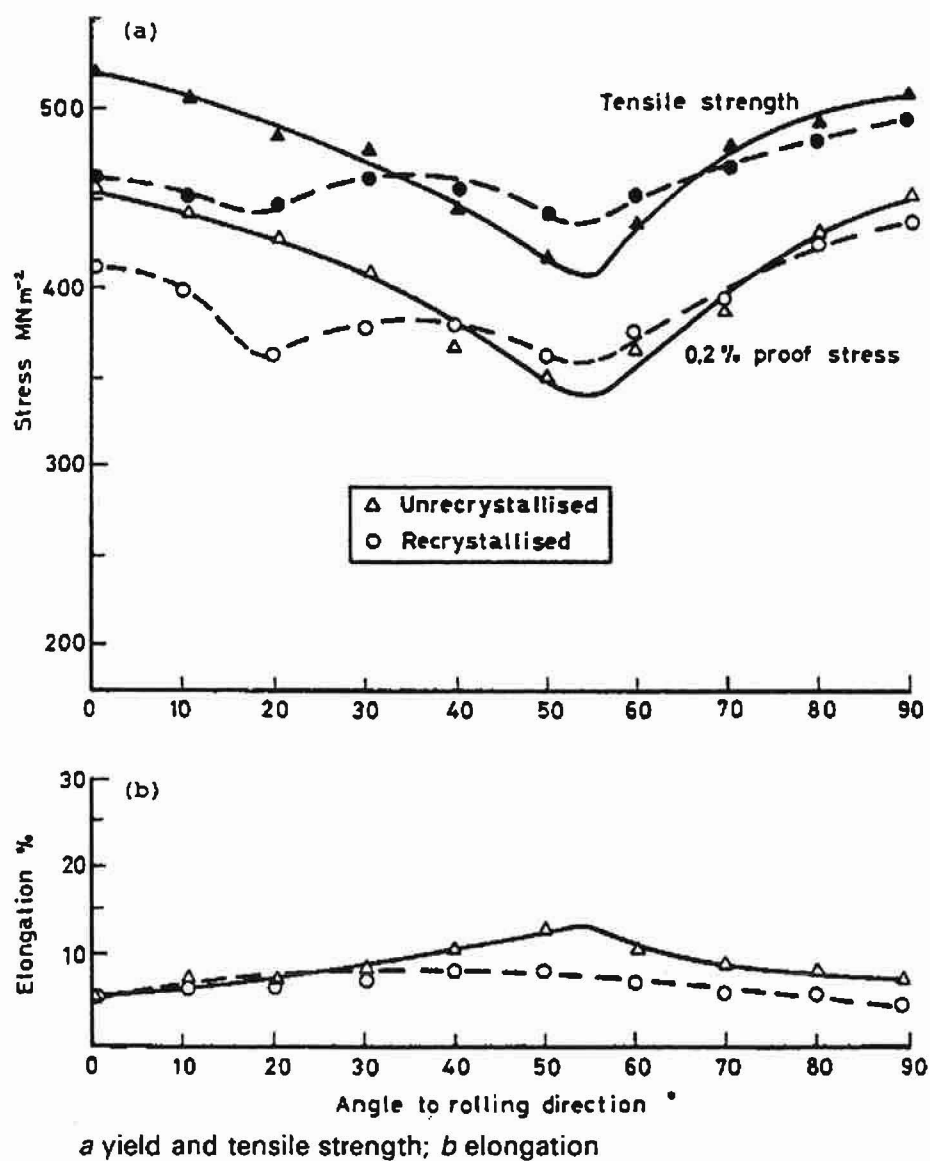 (a)
Tensile strength
500
400
300
200
Stress MNm⁻²
0,2% proof stress
△ Unrecrystallised
○ Recrystallised
0 10 20 30 40 50 60 70 80 90
(b)
30
20
10
Elongation %
0 10 20 30 40 50 60 70 80 90
Angle to rolling direction °
a yield and tensile strength; b elongation